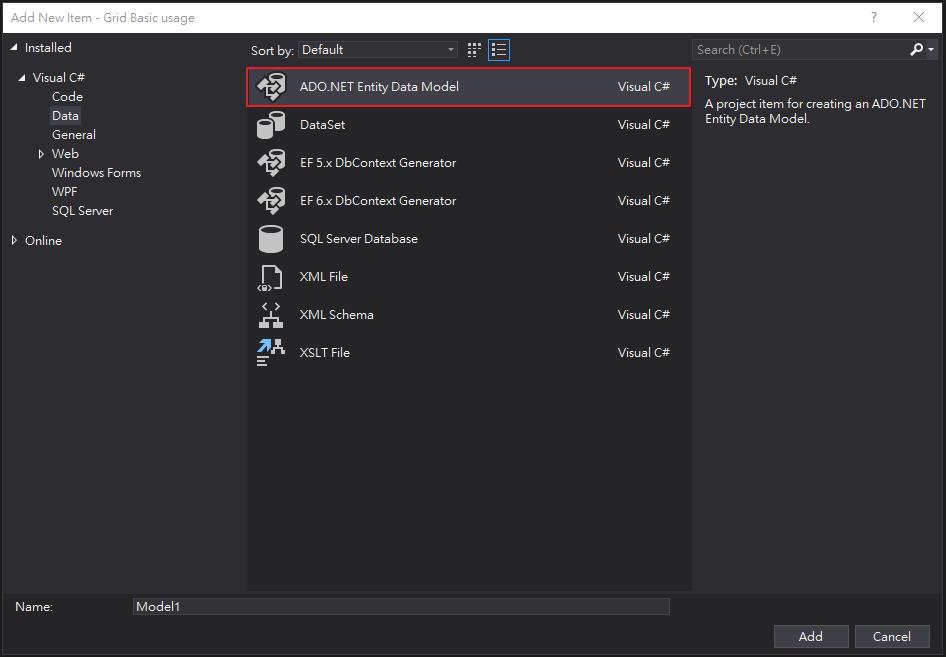 Add New Item - Grid Basic usage
?
Installed
Visual C#
Code
Data
General
Web
Windows Forms
WPF
SQL Server
Online
Sort by: Default
ADO.NET Entity Data Model Visual C#
DataSet Visual C#
EF 5.x DbContext Generator Visual C#
EF 6.x DbContext Generator Visual C#
SQL Server Database Visual C#
XML File Visual C#
XML Schema Visual C#
XSLT File Visual C#
Search (Ctrl+E)
Type: Visual C#
A project item for creating an ADO.NET
Entity Data Model.
Name: Model1
Add Cancel